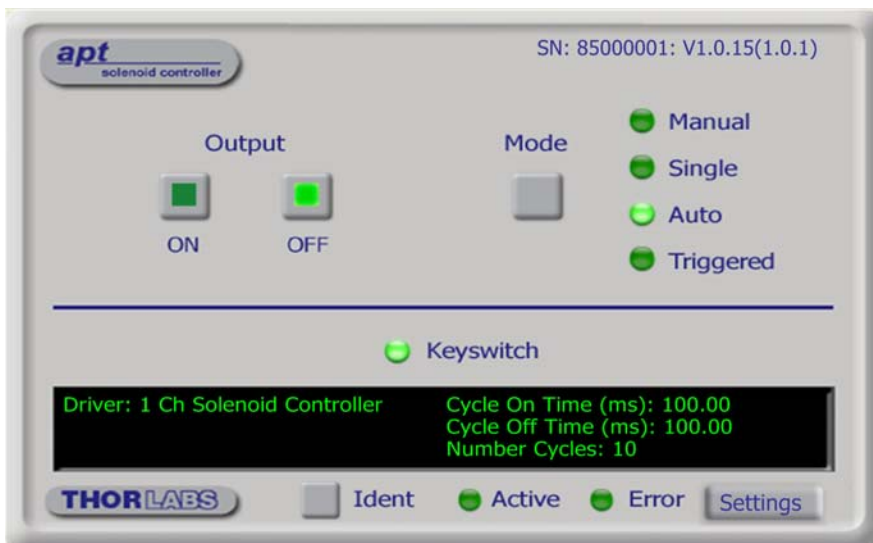 apt
solenoid controller
SN: 85000001: V1.0.15(1.0.1)
Output
ON
OFF
Mode
Manual
Single
Auto
Triggered
Keyswitch
Driver: 1 Ch Solenoid Controller
Cycle On Time (ms): 100.00
Cycle Off Time (ms): 100.00
Number Cycles: 10
THORLABS
Ident
Active
Error
Settings